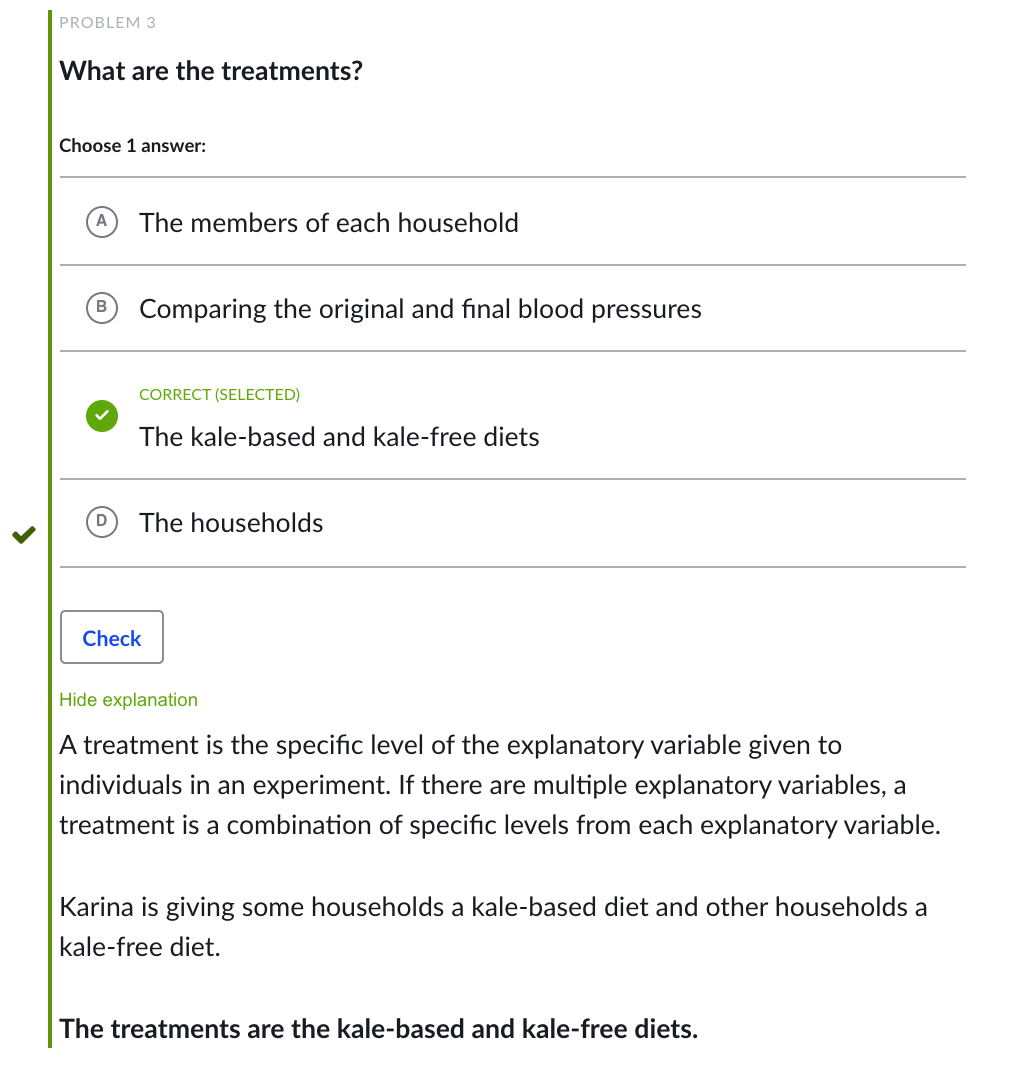 PROBLEM 3
What are the treatments?
Choose 1 answer:
A The members of each household
B Comparing the original and final blood pressures
CORRECT (SELECTED)
The kale-based and kale-free diets
D The households
Check
Hide explanation
A treatment is the specific level of the explanatory variable given to
individuals in an experiment. If there are multiple explanatory variables, a
treatment is a combination of specific levels from each explanatory variable.
Karina is giving some households a kale-based diet and other households a
kale-free diet.
The treatments are the kale-based and kale-free diets.